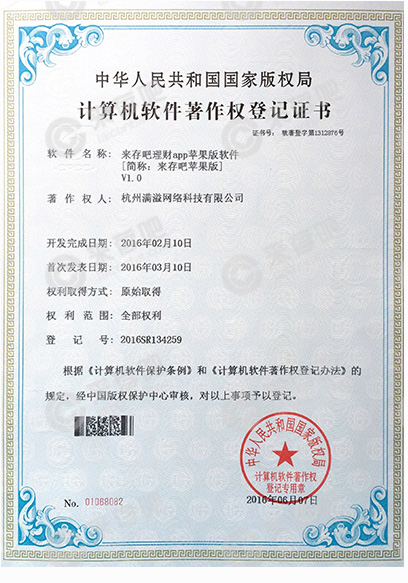 中华人民共和国国家版权局
计算机软件著作权登记证书
证书号： 软著登字第1312876号
软件名称： 来存吧理财app苹果版软件
[简称：来存吧苹果版]
V1.0
著作权人： 杭州满溢网络科技有限公司
开发完成日期： 2016年02月10日
首次发表日期： 2016年03月10日
权利取得方式： 原始取得
权利范围： 全部权利
登记号： 2016SR134259
根据《计算机软件保护条例》和《计算机软件著作权登记办法》的
规定，经中国版权保护中心审核，对以上事项予以登记。
中华人民共和国国家版权局
计算机软件著作权
登记专用章
No. 01068082
2016年06月07日